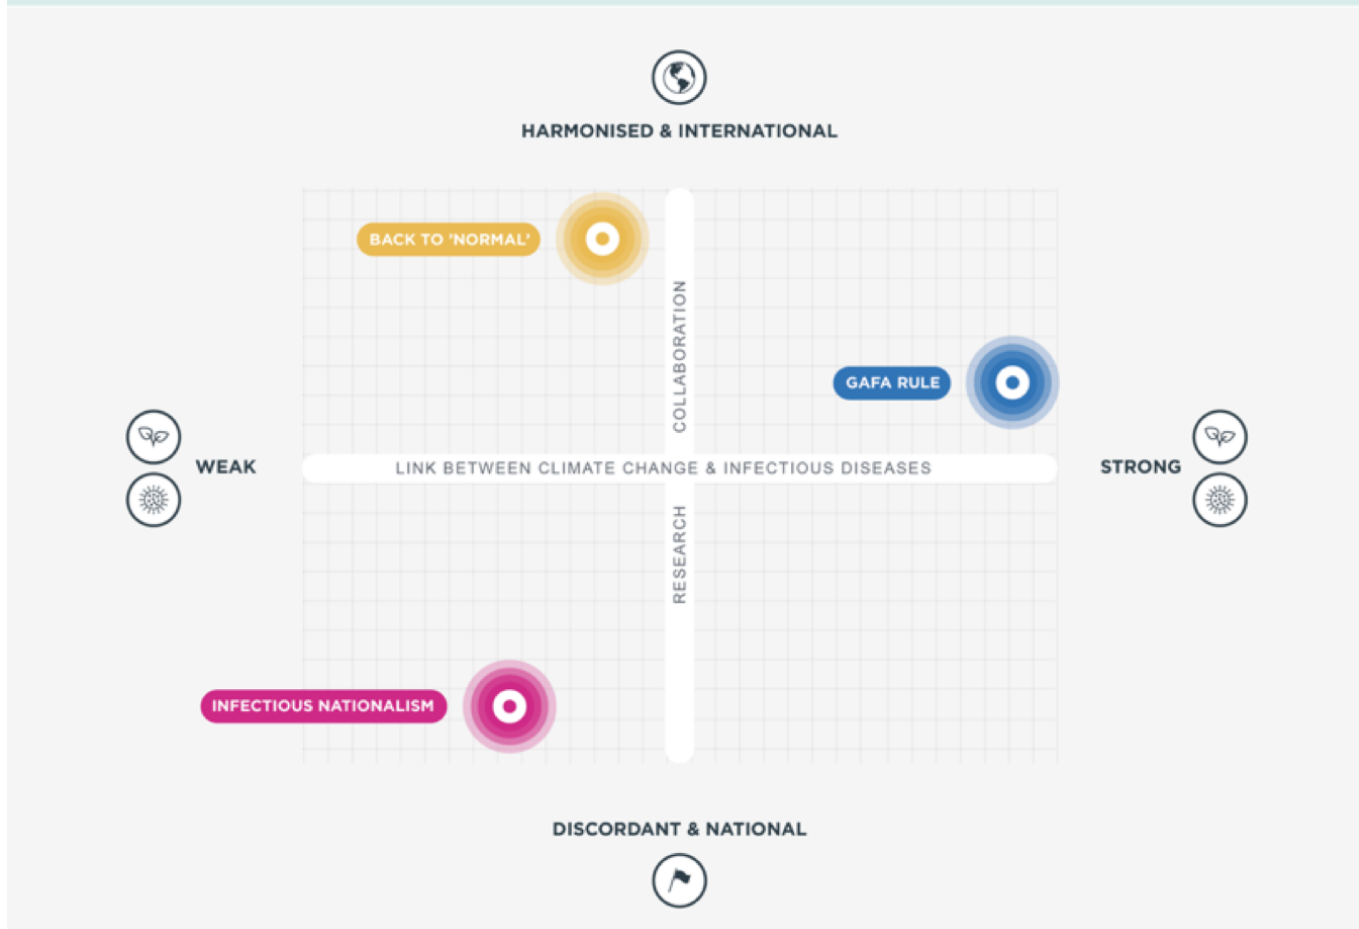 HARMONISED & INTERNATIONAL
BACK TO 'NORMAL'
COLLABORATION
GAFA RULE
WEAK
LINK BETWEEN CLIMATE CHANGE & INFECTIOUS DISEASES
STRONG
RESEARCH
INFECTIOUS NATIONALISM
DISCORDANT & NATIONAL